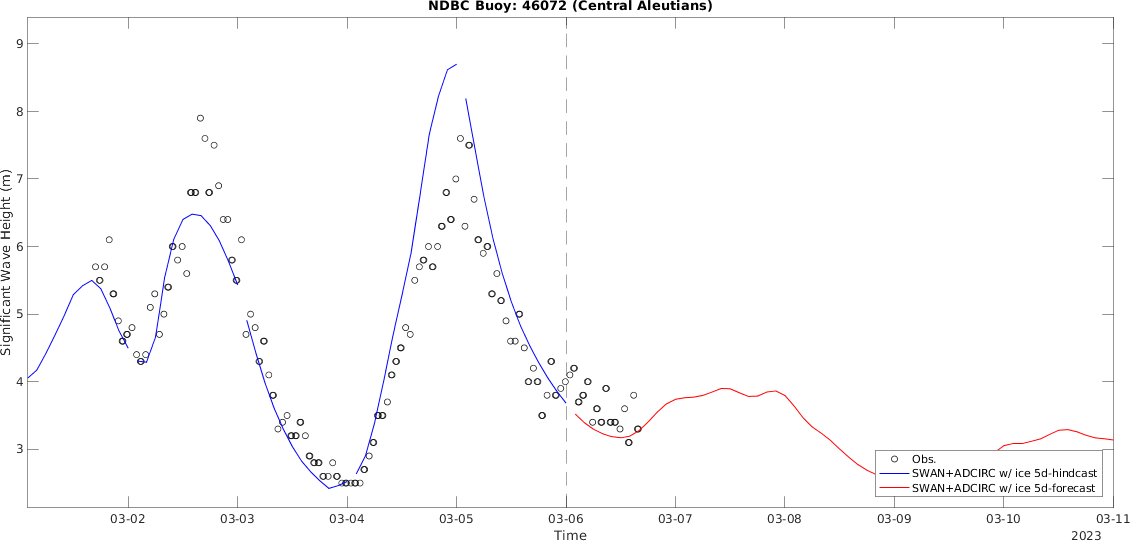 NDBC Buoy: 46072 (Central Aleutians)
Significant Wave Height (m)
9
8
7
6
5
4
3
Obs.
SWAN+ADCIRC w/ ice 5d-hindcast
SWAN+ADCIRC w/ ice 5d-forecast
03-02 03-03 03-04 03-05 03-06 03-07 03-08 03-09 03-10 03-11
Time
2023